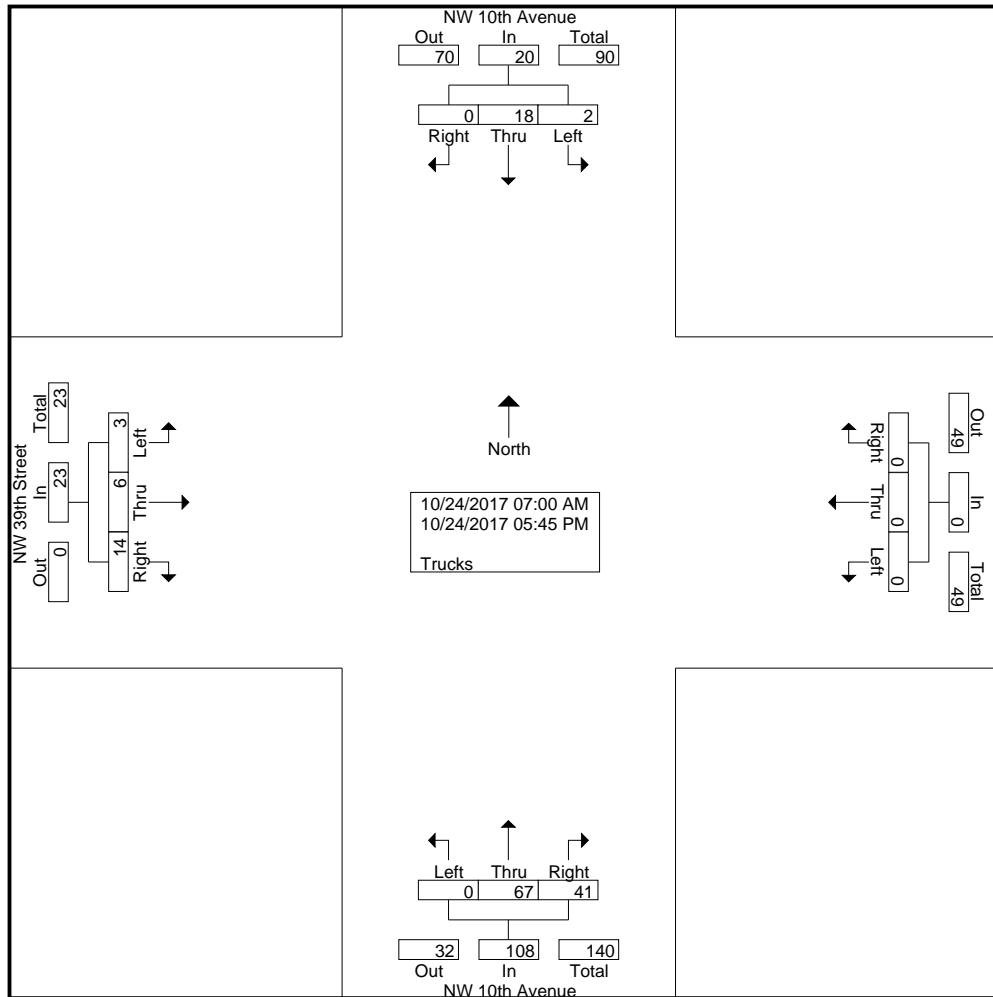 NW 10th Avenue
Out In Total
70 20 90
0 18 2
Right Thru Left
NW 39th Street
Total In Out
23 23 0
3 6 14
Left Thru Right
North
10/24/2017 07:00 AM
10/24/2017 05:45 PM
Trucks
Right Thru Left
0 0 0
Out In Total
49 0 49
Left Thru Right
0 67 41
32 108 140
Out In Total
NW 10th Avenue